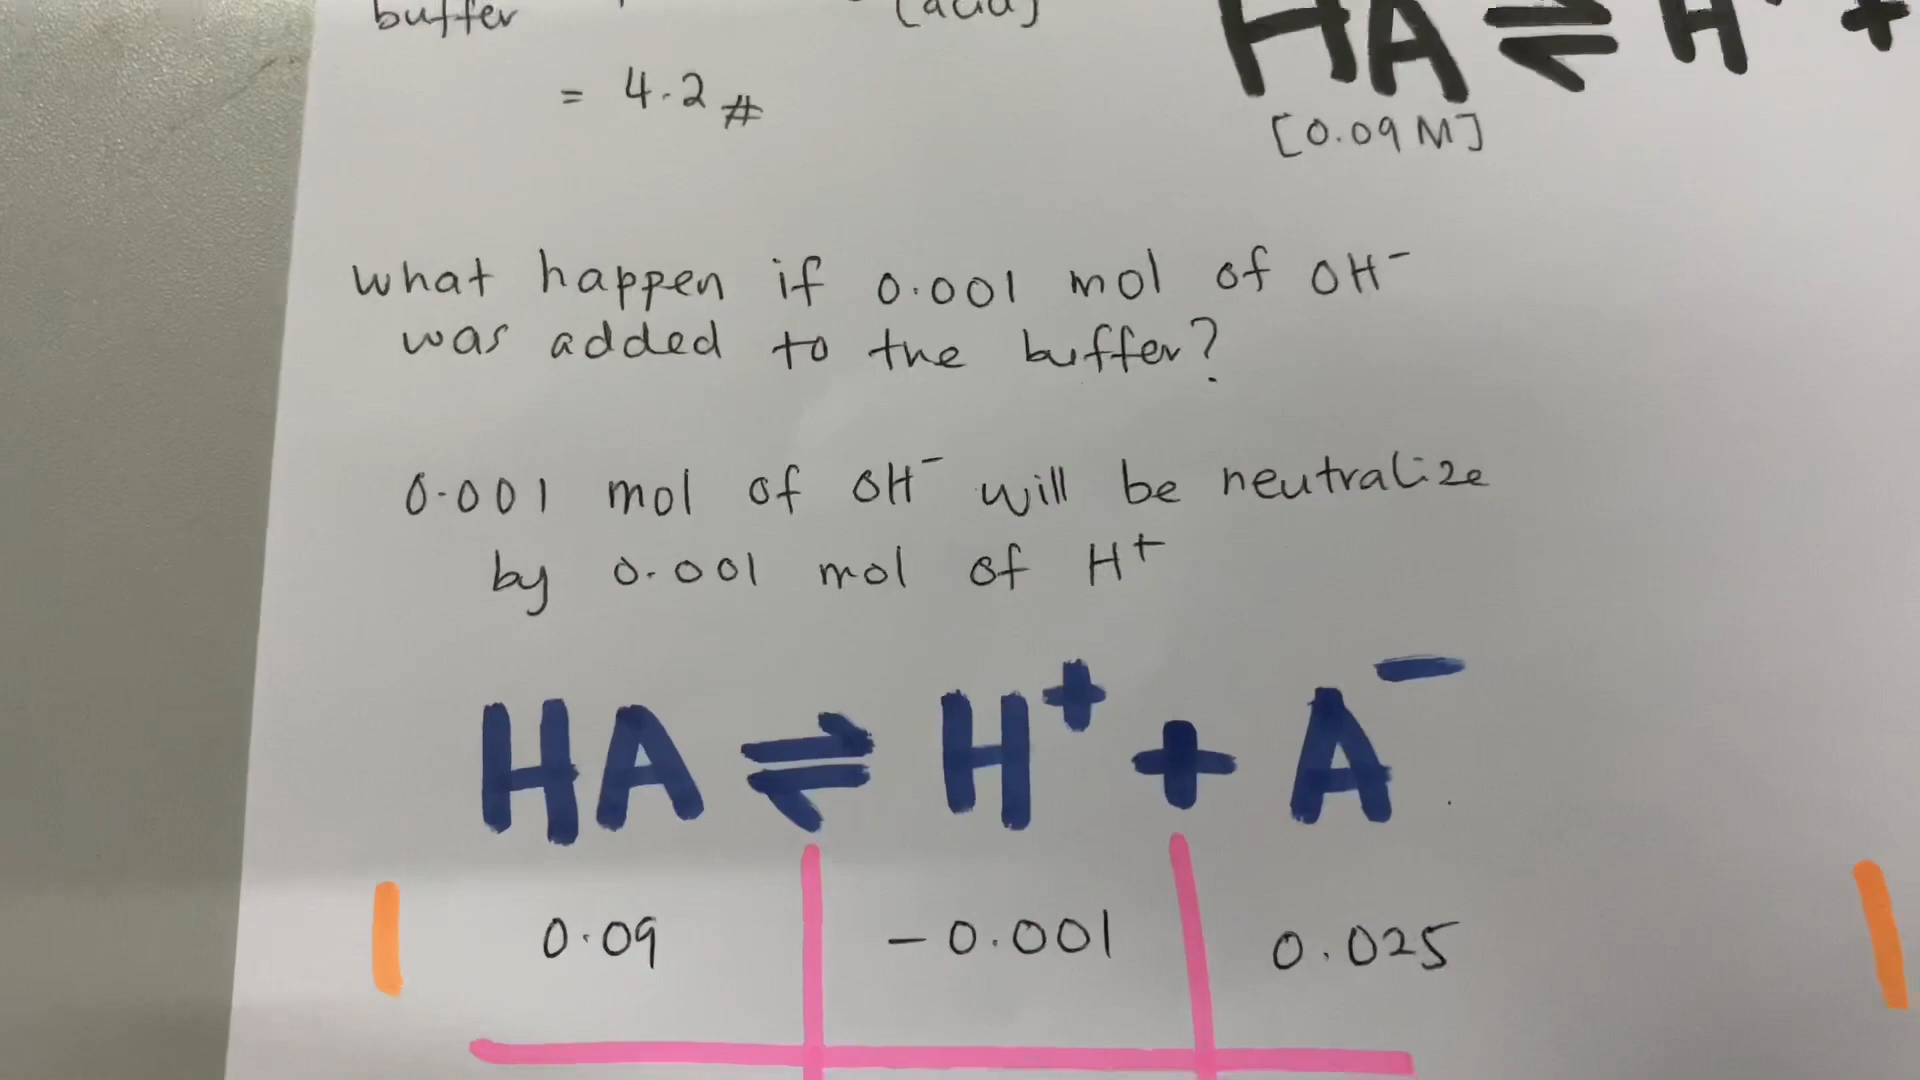 buffer [acid]
= 4.2 #
HA ⇌ H⁺ +
[0.09 M]
what happen if 0.001 mol of OH⁻
was added to the buffer?
0.001 mol of OH⁻ will be neutralize
by 0.001 mol of H⁺
HA ⇌ H⁺ + A⁻
0.09 - 0.001 0.025